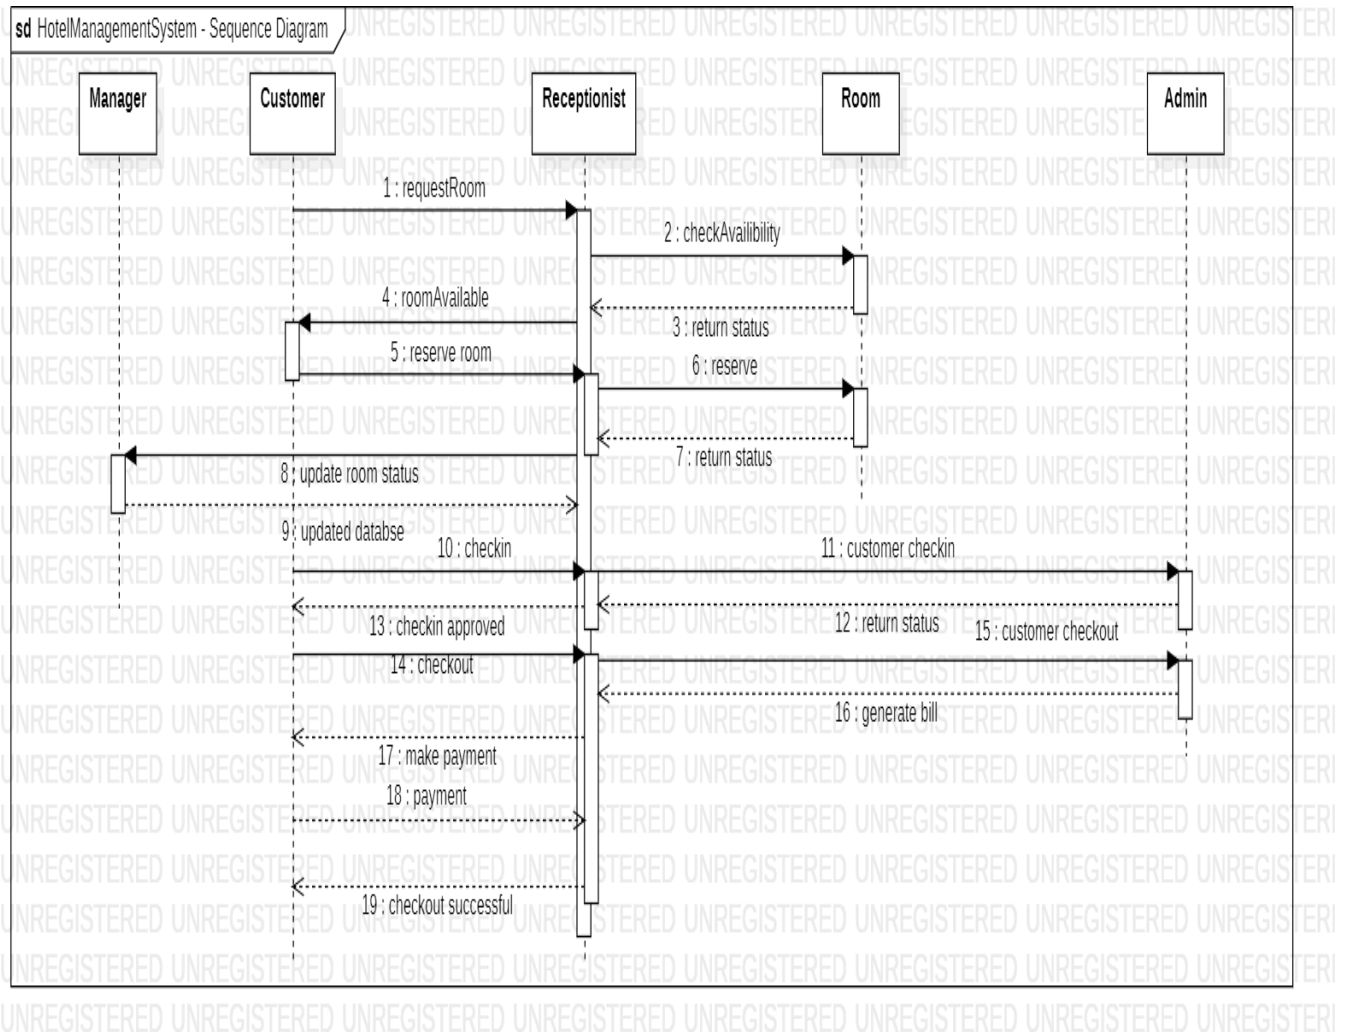 sd HotelManagementSystem - Sequence Diagram
Manager
Customer
Receptionist
Room
Admin
1 : requestRoom
2 : checkAvailibility
4 : roomAvailable
3 : return status
5 : reserve room
6 : reserve
7 : return status
8 : update room status
9 : updated databse
10 : checkin
11 : customer checkin
13 : checkin approved
12 : return status
15 : customer checkout
14 : checkout
16 : generate bill
17 : make payment
18 : payment
19 : checkout successful
UNREGISTERED